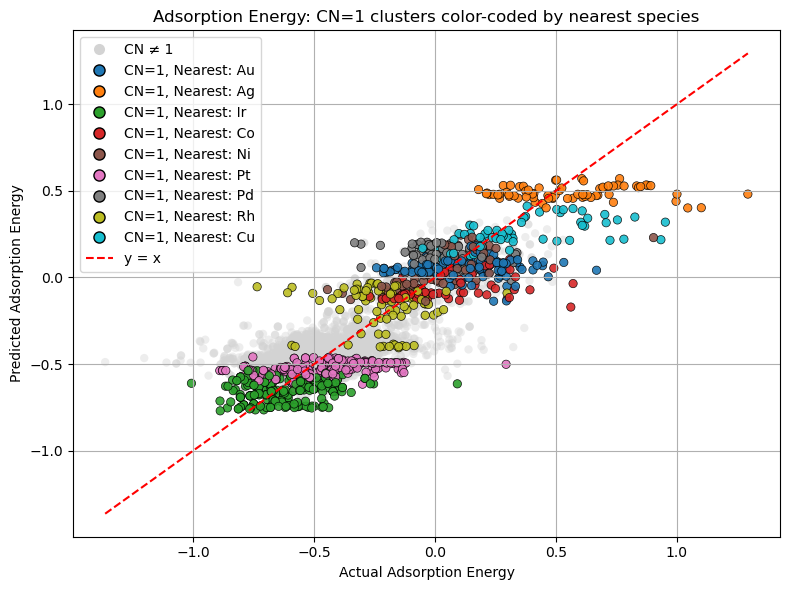 Adsorption Energy: CN=1 clusters color-coded by nearest species
CN ≠ 1
CN=1, Nearest: Au
CN=1, Nearest: Ag
CN=1, Nearest: Ir
CN=1, Nearest: Co
CN=1, Nearest: Ni
CN=1, Nearest: Pt
CN=1, Nearest: Pd
CN=1, Nearest: Rh
CN=1, Nearest: Cu
y = x
Predicted Adsorption Energy
1.0
0.5
0.0
−0.5
−1.0
−1.0 −0.5 0.0 0.5 1.0
Actual Adsorption Energy